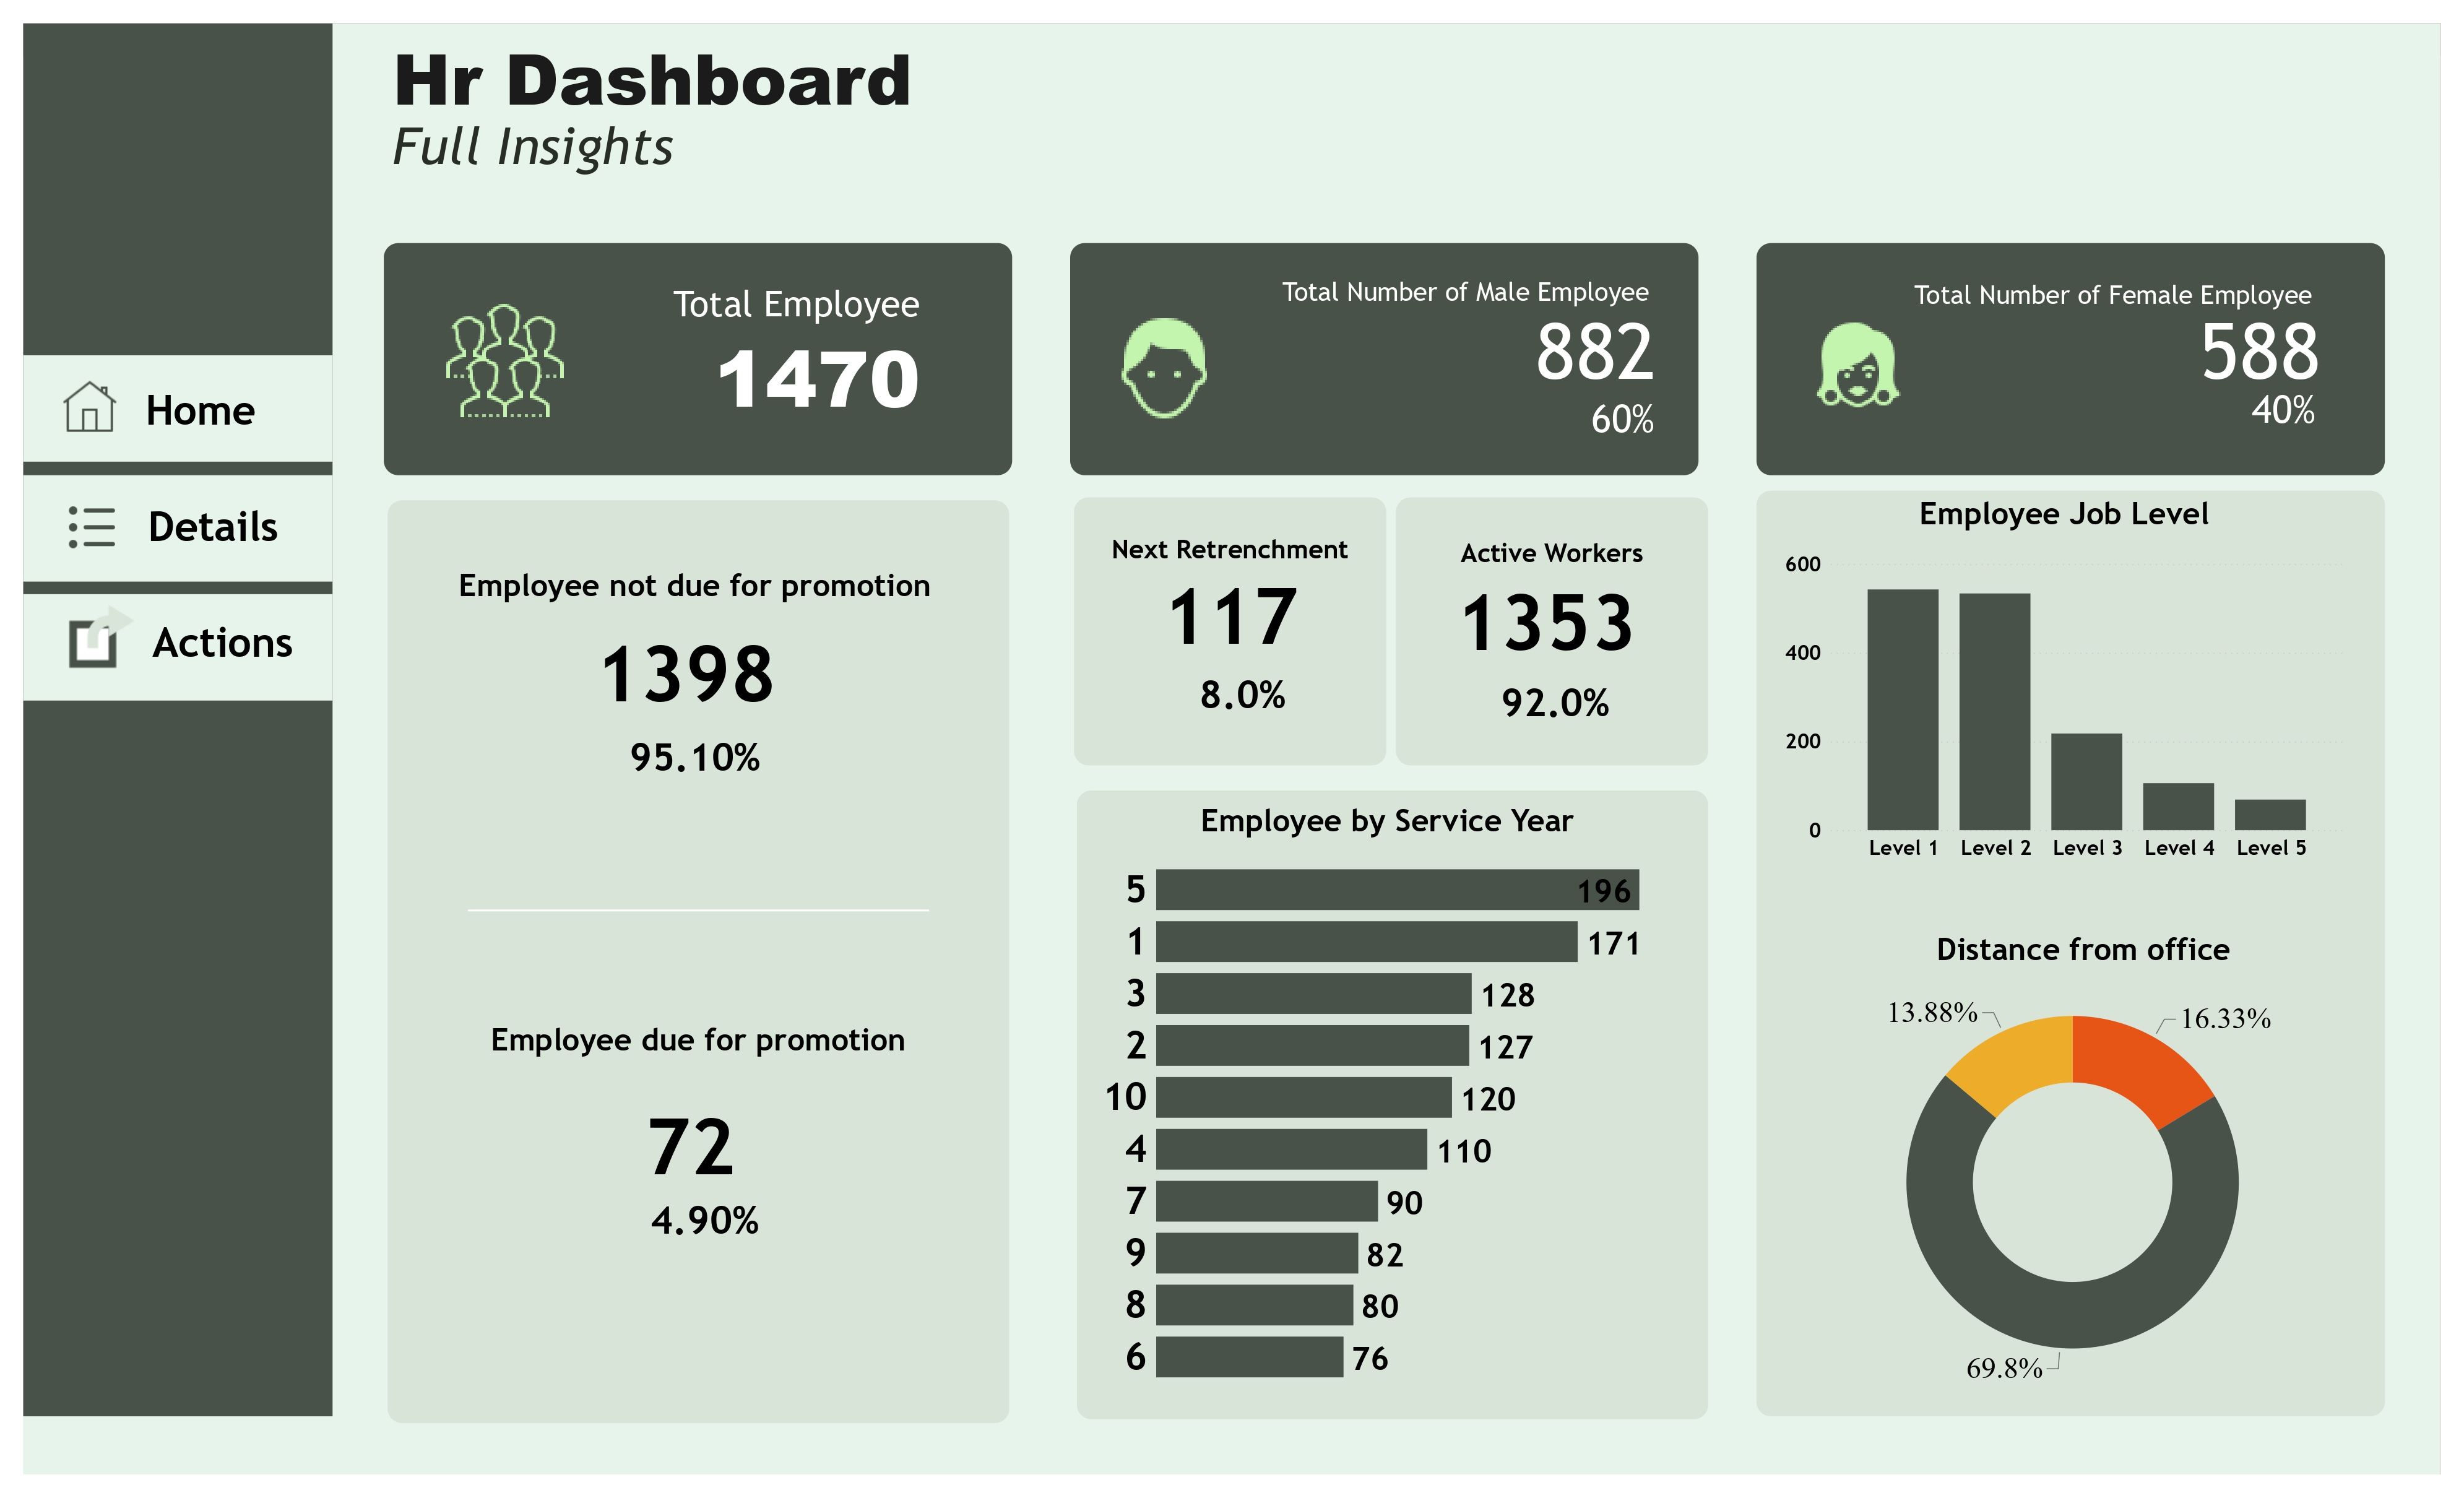 Hr Dashboard
Full Insights
Home
Details
Actions
Total Employee
1470
Total Number of Male Employee
882
60%
Total Number of Female Employee
588
40%
Employee not due for promotion
1398
95.10%
Employee due for promotion
72
4.90%
Next Retrenchment
117
8.0%
Active Workers
1353
92.0%
Employee by Service Year
5 196
1 171
3 128
2 127
10 120
4 110
7 90
9 82
8 80
6 76
Employee Job Level
600
400
200
0
Level 1 Level 2 Level 3 Level 4 Level 5
Distance from office
13.88% 16.33%
69.8%